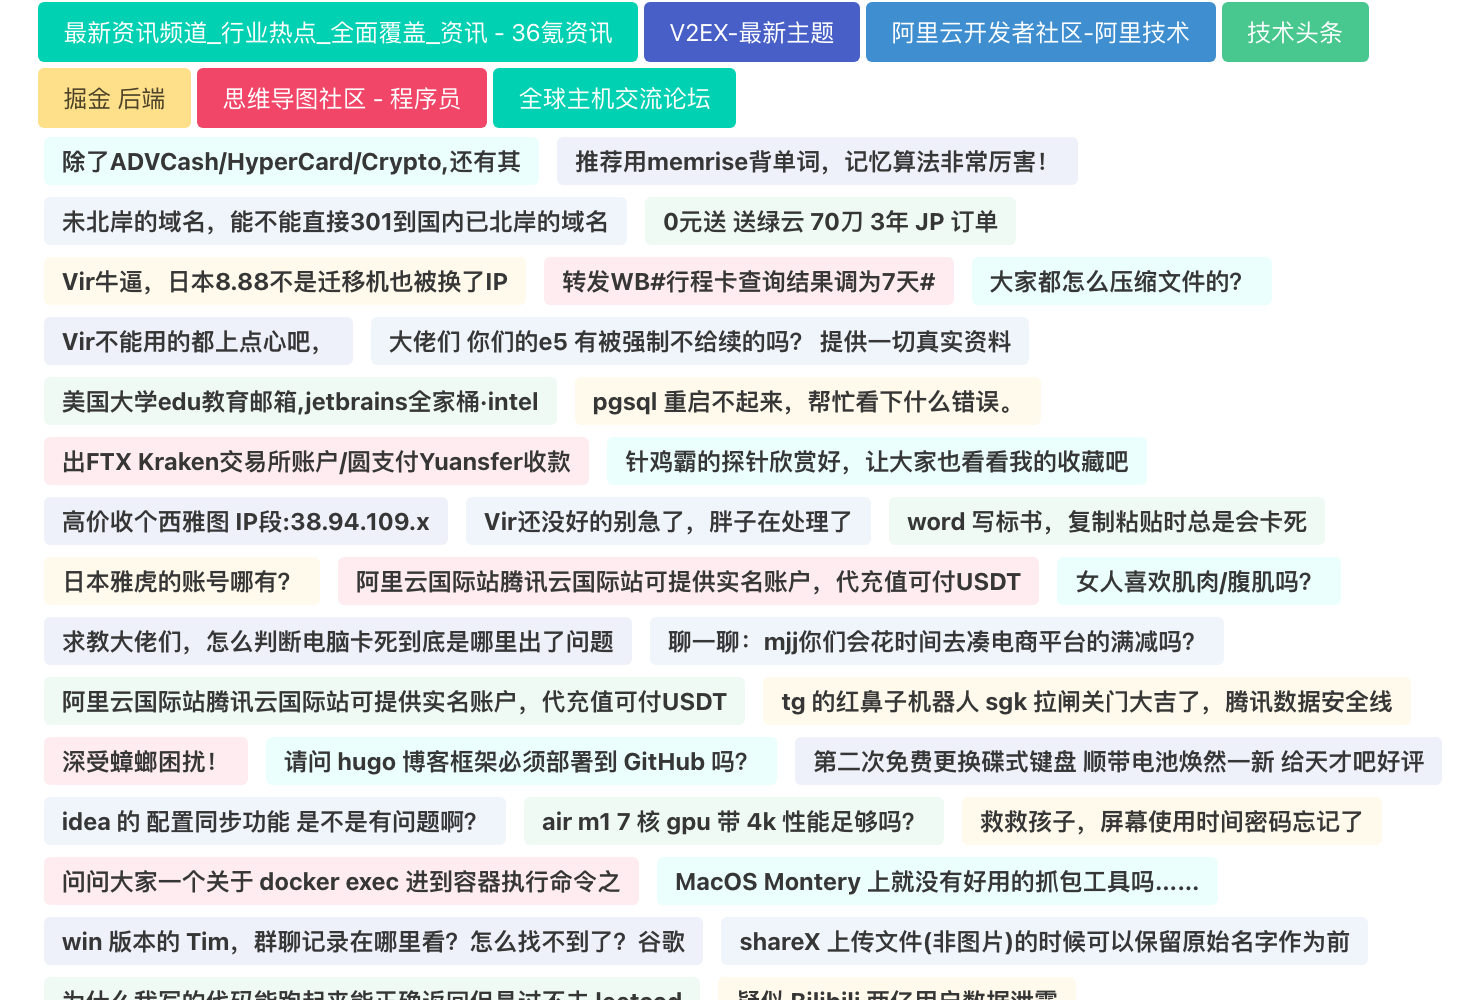 最新资讯频道_行业热点_全面覆盖_资讯 - 36氪资讯 V2EX-最新主题 阿里云开发者社区-阿里技术 技术头条
掘金 后端 思维导图社区 - 程序员 全球主机交流论坛
除了ADVCash/HyperCard/Crypto,还有其 推荐用memrise背单词，记忆算法非常厉害！
未北岸的域名，能不能直接301到国内已北岸的域名 0元送 送绿云 70刀 3年 JP 订单
Vir牛逼，日本8.88不是迁移机也被换了IP 转发WB#行程卡查询结果调为7天# 大家都怎么压缩文件的？
Vir不能用的都上点心吧， 大佬们 你们的e5 有被强制不给续的吗？ 提供一切真实资料
美国大学edu教育邮箱,jetbrains全家桶·intel pgsql 重启不起来，帮忙看下什么错误。
出FTX Kraken交易所账户/圆支付Yuansfer收款 针鸡霸的探针欣赏好，让大家也看看我的收藏吧
高价收个西雅图 IP段:38.94.109.x Vir还没好的别急了，胖子在处理了 word 写标书，复制粘贴时总是会卡死
日本雅虎的账号哪有？ 阿里云国际站腾讯云国际站可提供实名账户，代充值可付USDT 女人喜欢肌肉/腹肌吗？
求教大佬们，怎么判断电脑卡死到底是哪里出了问题 聊一聊：mjj你们会花时间去凑电商平台的满减吗？
阿里云国际站腾讯云国际站可提供实名账户，代充值可付USDT tg 的红鼻子机器人 sgk 拉闸关门大吉了，腾讯数据安全线
深受蟑螂困扰！ 请问 hugo 博客框架必须部署到 GitHub 吗？ 第二次免费更换碟式键盘 顺带电池焕然一新 给天才吧好评
idea 的 配置同步功能 是不是有问题啊？ air m1 7 核 gpu 带 4k 性能足够吗？ 救救孩子，屏幕使用时间密码忘记了
问问大家一个关于 docker exec 进到容器执行命令之 MacOS Montery 上就没有好用的抓包工具吗……
win 版本的 Tim，群聊记录在哪里看？怎么找不到了？谷歌 shareX 上传文件(非图片)的时候可以保留原始名字作为前
为什么我写的代码能跑起来能正确返回但是过不去 leetcod 疑似 Bilibili 两亿用户数据泄露